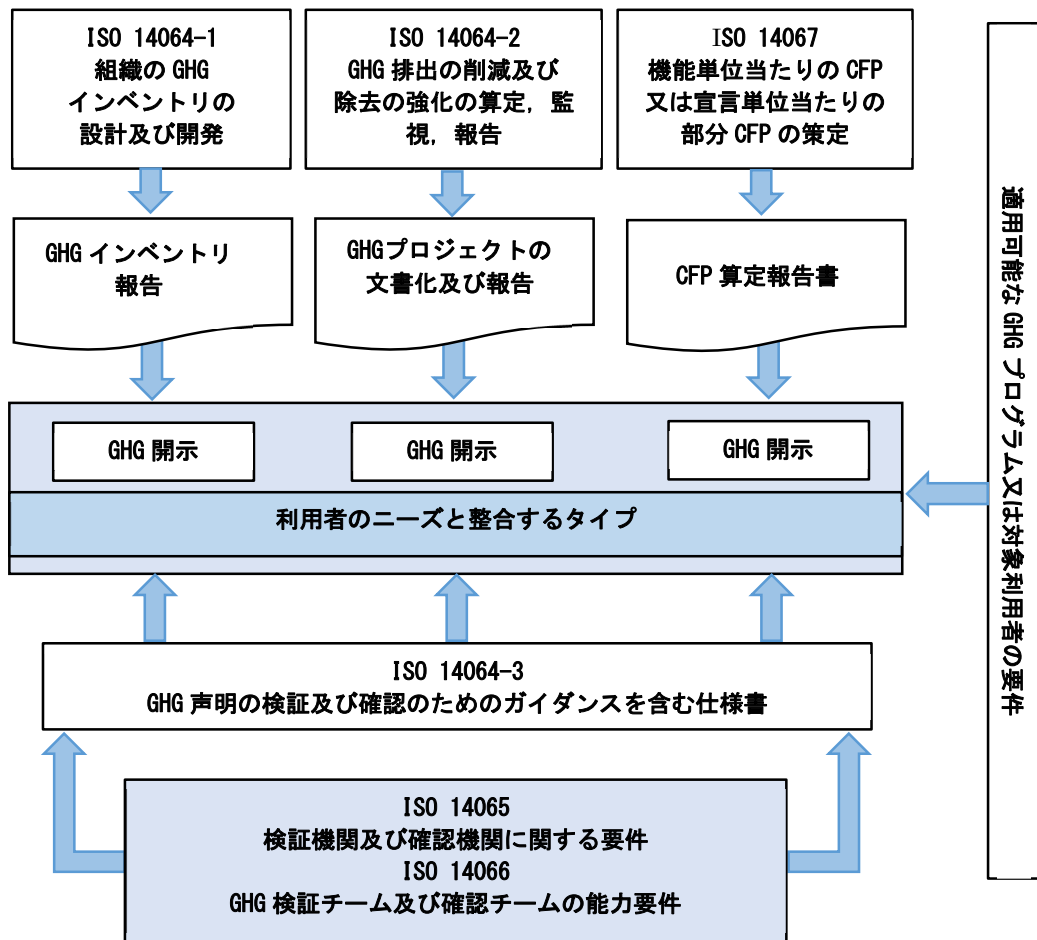 ISO 14064-1
組織の GHG
インベントリの
設計及び開発
ISO 14064-2
GHG 排出の削減及び
除去の強化の算定，監
視，報告
ISO 14067
機能単位当たりの CFP
又は宣言単位当たりの
部分 CFP の策定
GHG インベントリ
報告
GHGプロジェクトの
文書化及び報告
CFP 算定報告書
GHG 開示
GHG 開示
GHG 開示
利用者のニーズと整合するタイプ
適用可能な GHG プログラム又は対象利用者の要件
ISO 14064-3
GHG 声明の検証及び確認のためのガイダンスを含む仕様書
ISO 14065
検証機関及び確認機関に関する要件
ISO 14066
GHG 検証チーム及び確認チームの能力要件